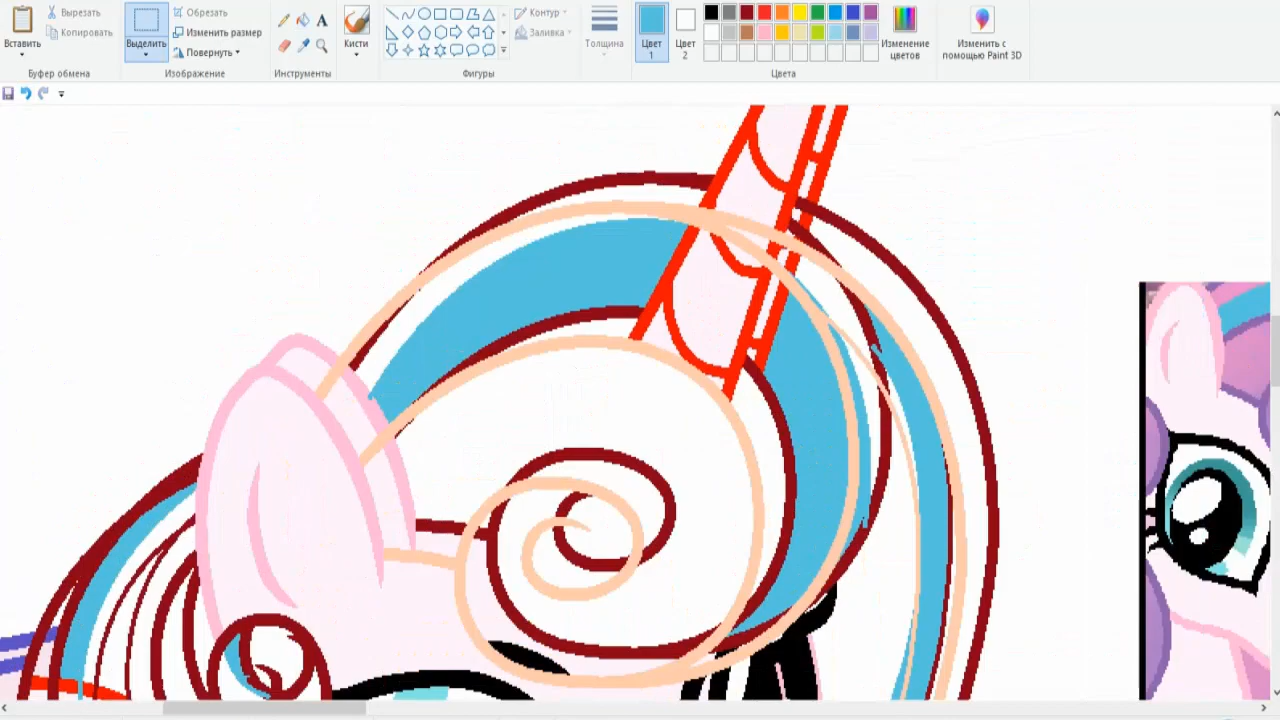 Вставить
Вырезать
Копировать
Буфер обмена
Выделить
Обрезать
Изменить размер
Повернуть
Изображение
A
Инструменты
Кисти
Контур
Заливка
Фигуры
Толщина
Цвет
1
Цвет
2
Цвета
Изменение
цветов
Изменить с
помощью Paint 3D